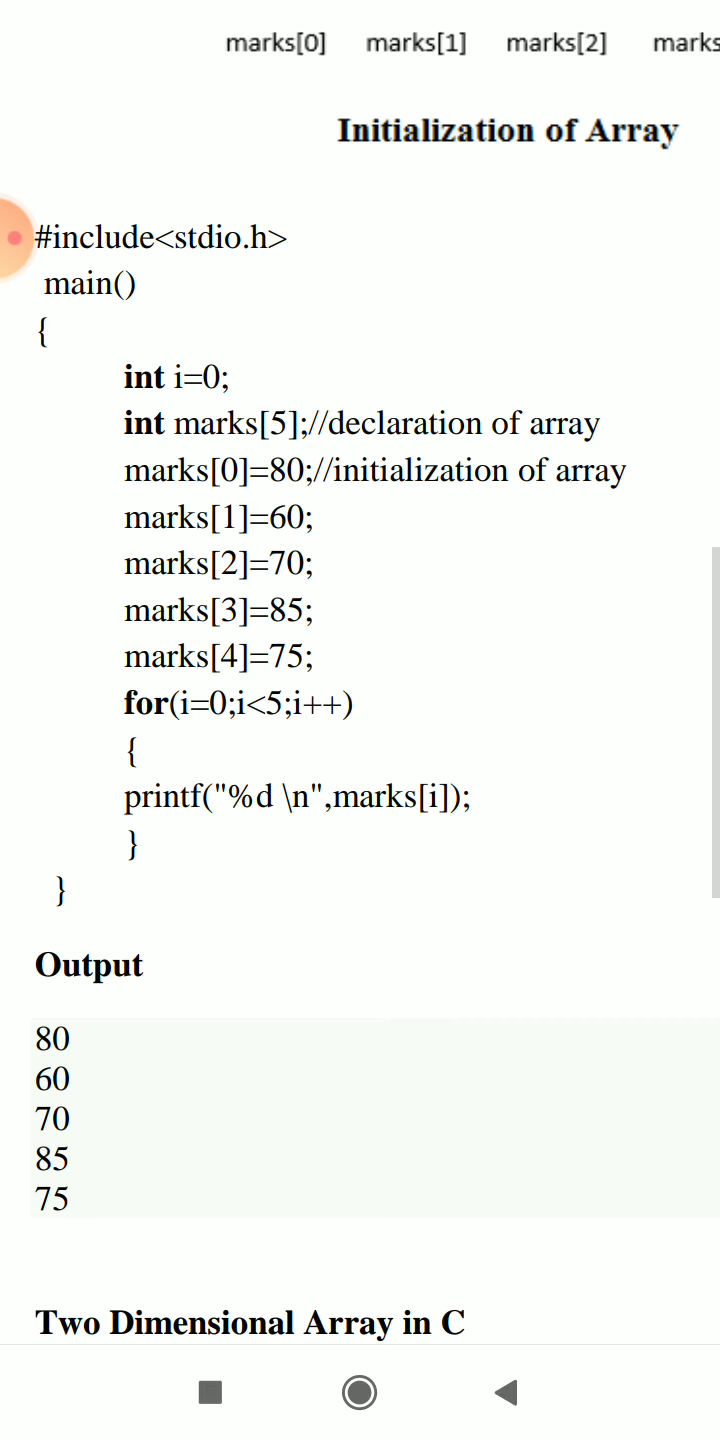 marks[0] marks[1] marks[2] marks
Initialization of Array
#include<stdio.h>
main()
{
int i=0;
int marks[5];//declaration of array
marks[0]=80;//initialization of array
marks[1]=60;
marks[2]=70;
marks[3]=85;
marks[4]=75;
for(i=0;i<5;i++)
{
printf("%d \n",marks[i]);
}
}
Output
80
60
70
85
75
Two Dimensional Array in C